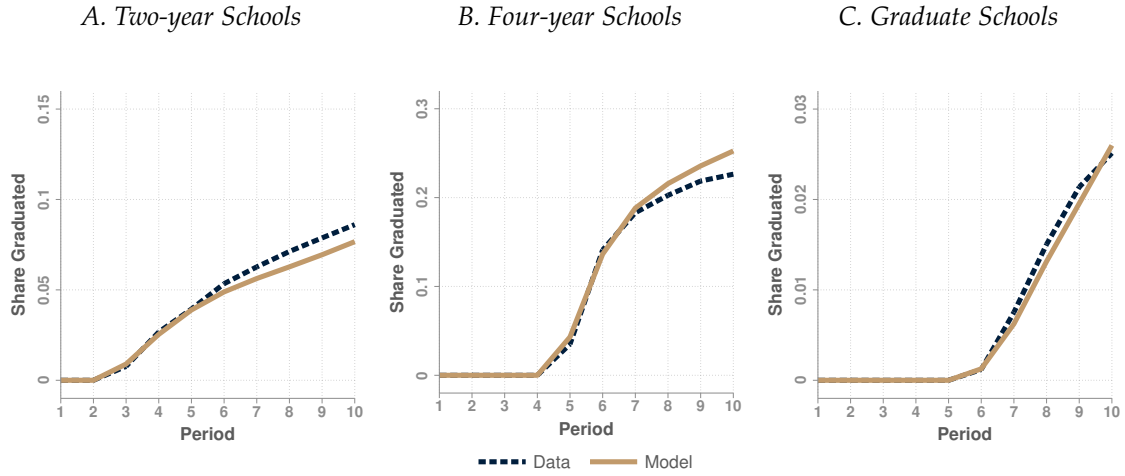 A. Two-year Schools
B. Four-year Schools
C. Graduate Schools
Share Graduated
0.15
0.1
0.05
0
1 2 3 4 5 6 7 8 9 10
Period
Share Graduated
0.3
0.2
0.1
0
1 2 3 4 5 6 7 8 9 10
Period
Share Graduated
0.03
0.02
0.01
0
1 2 3 4 5 6 7 8 9 10
Period
Data Model